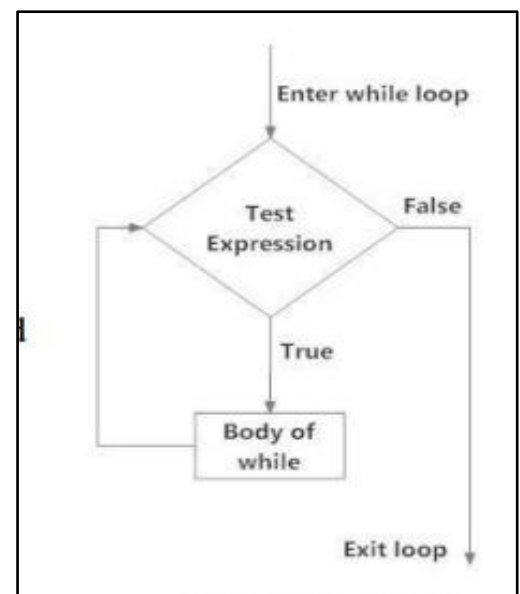 Enter while loop
Test
Expression
False
True
Body of
while
Exit loop